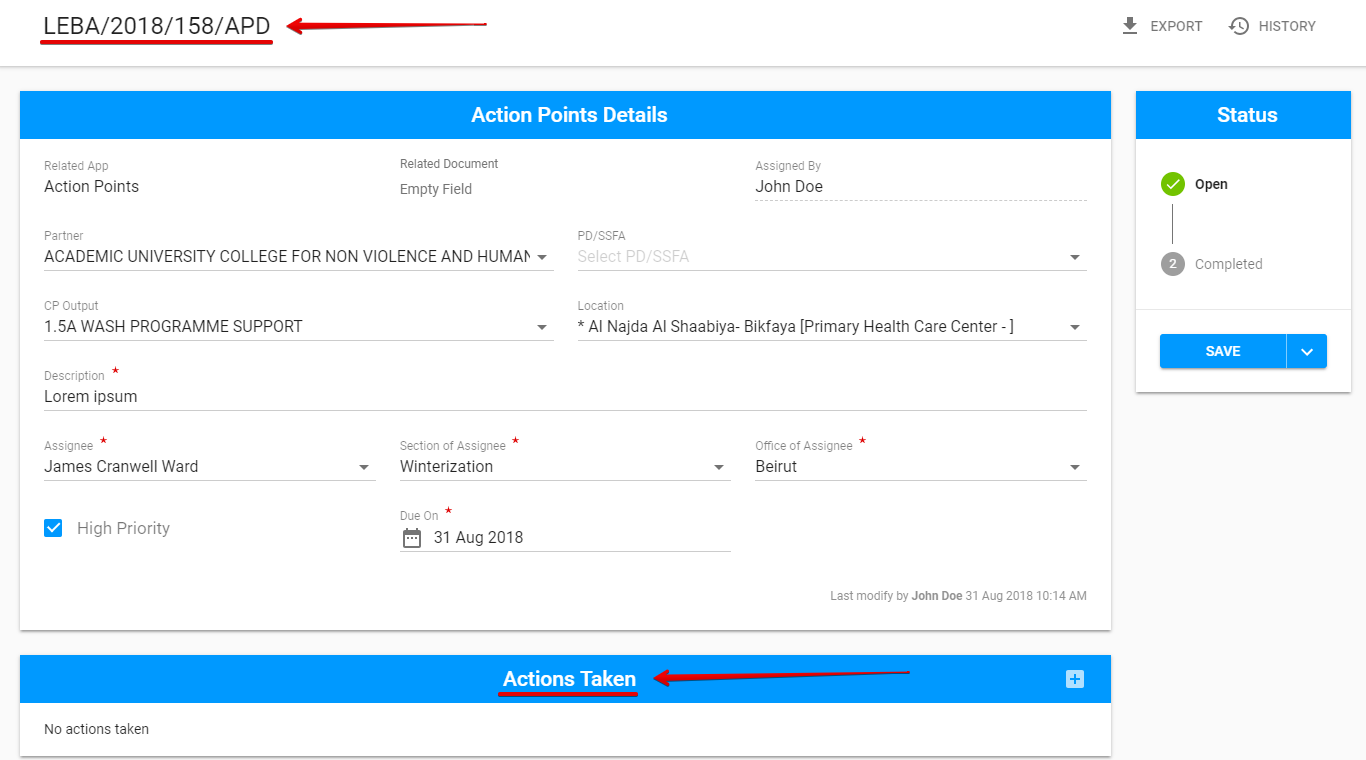 LEBA/2018/158/APD
EXPORT
HISTORY
Action Points Details
Related App
Related Document
Assigned By
Action Points
Empty Field
John Doe
Partner
PD/SSFA
ACADEMIC UNIVERSITY COLLEGE FOR NON VIOLENCE AND HUMAN
Select PD/SSFA
CP Output
Location
1.5A WASH PROGRAMME SUPPORT
* Al Najda Al Shaabiya- Bikfaya [Primary Health Care Center - ]
Description *
Lorem ipsum
Assignee *
Section of Assignee *
Office of Assignee *
James Cranwell Ward
Winterization
Beirut
High Priority
Due On *
31 Aug 2018
Last modify by John Doe 31 Aug 2018 10:14 AM
Status
Open
2 Completed
SAVE
Actions Taken
No actions taken